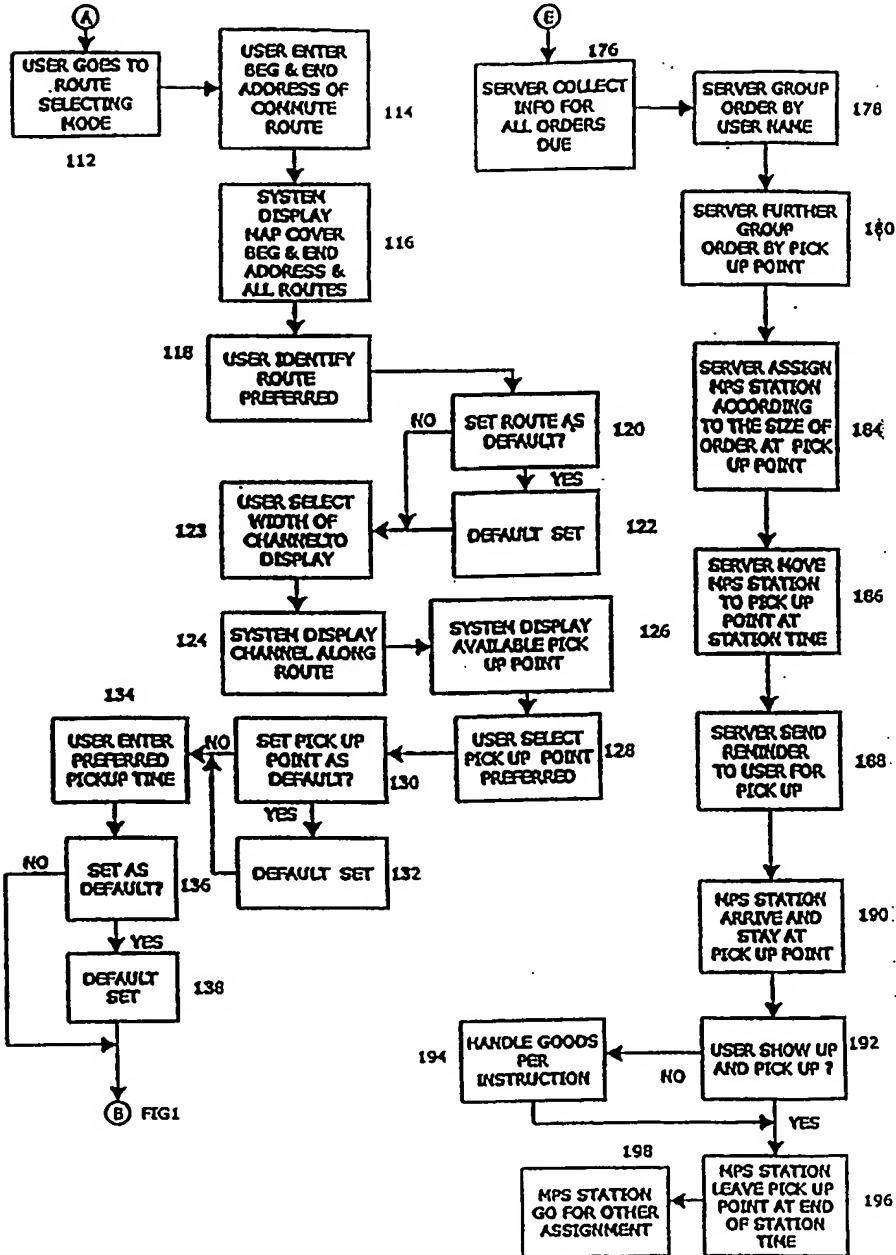 A
USER GOES TO
ROUTE
SELECTING
MODE
112
USER ENTER
BEG & END
ADDRESS OF
COMMUTE
ROUTE
114
SYSTEM
DISPLAY
MAP COVER
BEG & END
ADDRESS &
ALL ROUTES
116
118
USER IDENTIFY
ROUTE
PREFERRED
SET ROUTE AS
DEFAULT?
120
NO
YES
DEFAULT SET
122
123
USER SELECT
WIDTH OF
CHANNELTO
DISPLAY
124
SYSTEM DISPLAY
CHANNEL ALONG
ROUTE
SYSTEM DISPLAY
AVAILABLE PICK
UP POINT
126
USER SELECT
PICK UP POINT
PREFERRED
128
SET PICK UP
POINT AS
DEFAULT?
130
NO
YES
DEFAULT SET
132
134
USER ENTER
PREFERRED
PICKUP TIME
SET AS
DEFAULT?
136
NO
YES
DEFAULT
SET
138
B FIG1
E
176
SERVER COLLECT
INFO FOR
ALL ORDERS
DUE
SERVER GROUP
ORDER BY
USER NAME
178
SERVER FURTHER
GROUP
ORDER BY PICK
UP POINT
180
SERVER ASSIGN
MPS STATION
ACCORDING
TO THE SIZE OF
ORDER AT PICK
UP POINT
184
SERVER MOVE
MPS STATION
TO PICK UP
POINT AT
STATION TIME
186
SERVER SEND
REMINDER
TO USER FOR
PICK UP
188
MPS STATION
ARRIVE AND
STAY AT
PICK UP POINT
190
USER SHOW UP
AND PICK UP ?
192
NO
YES
194
HANDLE GOODS
PER
INSTRUCTION
MPS STATION
LEAVE PICK UP
POINT AT END
OF STATION
TIME
196
198
MPS STATION
GO FOR OTHER
ASSIGNMENT